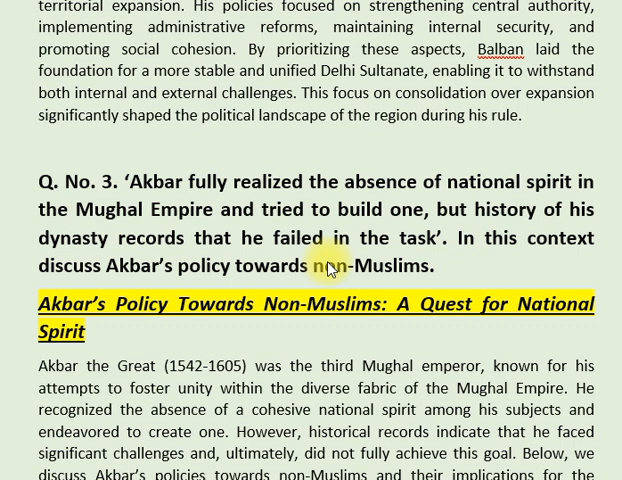 territorial expansion. His policies focused on strengthening central authority,
implementing administrative reforms, maintaining internal security, and
promoting social cohesion. By prioritizing these aspects, Balban laid the
foundation for a more stable and unified Delhi Sultanate, enabling it to withstand
both internal and external challenges. This focus on consolidation over expansion
significantly shaped the political landscape of the region during his rule.
Q. No. 3. ‘Akbar fully realized the absence of national spirit in
the Mughal Empire and tried to build one, but history of his
dynasty records that he failed in the task’. In this context
discuss Akbar’s policy towards non-Muslims.
Akbar’s Policy Towards Non-Muslims: A Quest for National
Spirit
Akbar the Great (1542-1605) was the third Mughal emperor, known for his
attempts to foster unity within the diverse fabric of the Mughal Empire. He
recognized the absence of a cohesive national spirit among his subjects and
endeavored to create one. However, historical records indicate that he faced
significant challenges and, ultimately, did not fully achieve this goal. Below, we
discuss Akbar’s policies towards non-Muslims and their implications for the